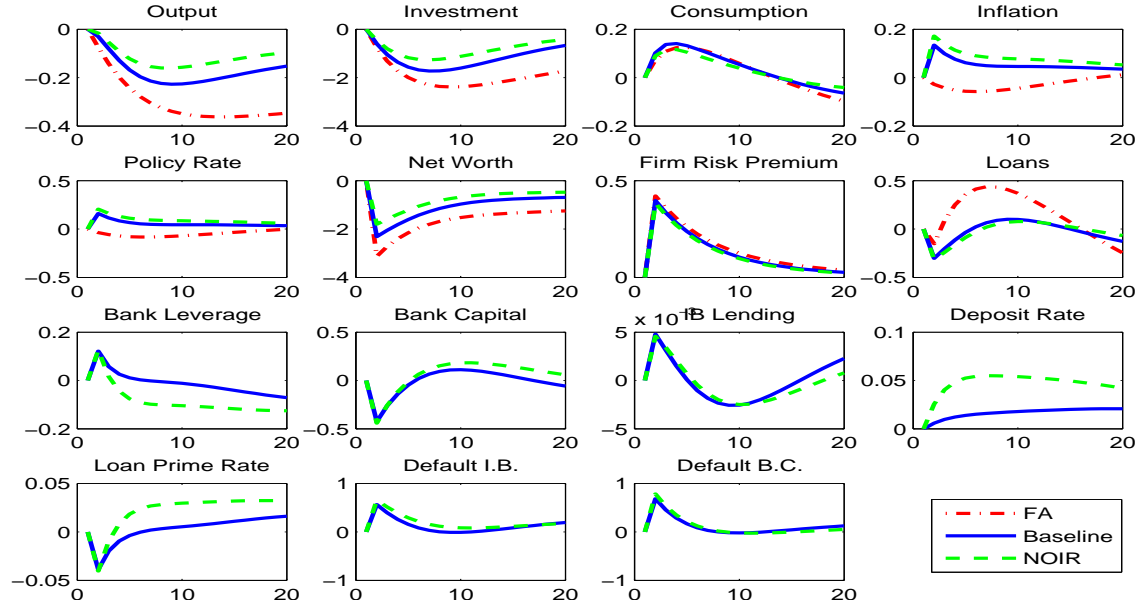 Output
0
−0.2
−0.4
0 10 20
Investment
0
−0.2
−0.4
0 10 20
Consumption
0.2
0
−0.2
0 10 20
Inflation
0.2
0
−0.2
0 10 20
Policy Rate
0.5
0
−0.5
0 10 20
Net Worth
0
−2
−4
0 10 20
Firm Risk Premium
0.5
0
0 10 20
Loans
0.5
0
−0.5
0 10 20
Bank Leverage
0.2
0
−0.2
0 10 20
Bank Capital
0.5
0
−0.5
0 10 20
× 10
IB Lending
5
0
−5
0 10 20
Deposit Rate
0.1
0.05
0
0 10 20
Loan Prime Rate
0.05
0
−0.05
0 10 20
Default I.B.
1
0
−1
0 10 20
Default B.C.
1
0
−1
0 10 20
FA
Baseline
NOIR